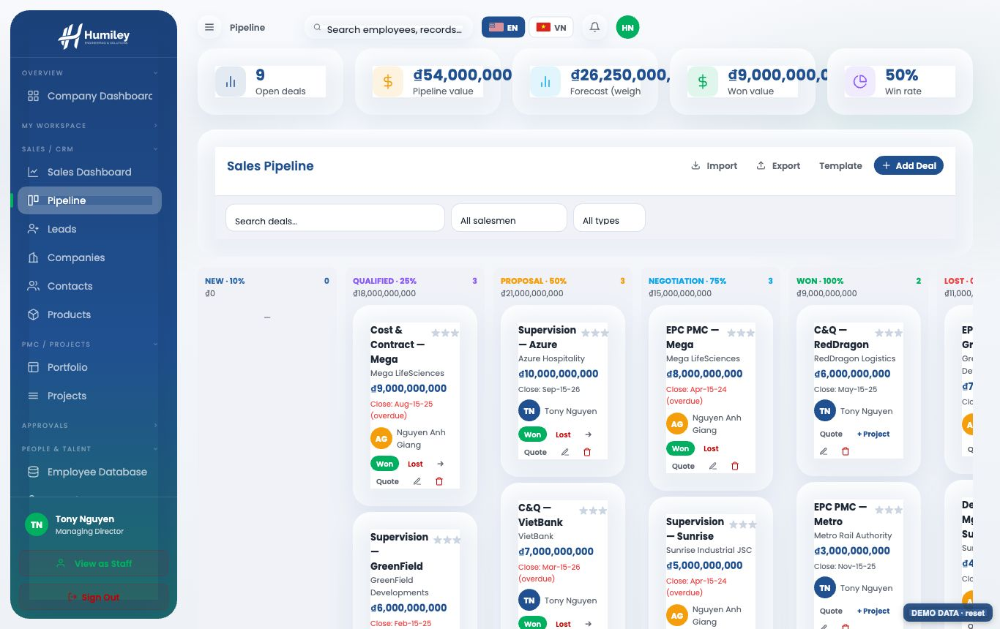 Humiley
ENGINEERING & SOLUTIONS
OVERVIEW
Company Dashboard
MY WORKSPACE
SALES / CRM
Sales Dashboard
Pipeline
Leads
Companies
Contacts
Products
PMC / PROJECTS
Portfolio
Projects
APPROVALS
PEOPLE & TALENT
Employee Database
TN
Tony Nguyen
Managing Director
View as Staff
Sign Out
Pipeline
Search employees, records...
EN
VN
HN
9
Open deals
₫54,000,000
Pipeline value
₫26,250,000,
Forecast (weigh
₫9,000,000,0
Won value
50%
Win rate
Sales Pipeline
Import
Export
Template
+ Add Deal
Search deals...
All salesmen
All types
NEW · 10% 0
₫0
—
QUALIFIED · 25% 3
₫18,000,000,000
Cost &
Contract —
Mega
Mega LifeSciences
₫9,000,000,000
Close: Aug-15-25
(overdue)
AG
Nguyen Anh
Giang
Won Lost →
Quote
Supervision
—
GreenField
GreenField
Developments
₫6,000,000,000
Close: Feb-15-25
PROPOSAL · 50% 3
₫21,000,000,000
Supervision
— Azure
Azure Hospitality
₫10,000,000,000
Close: Sep-15-26
TN Tony Nguyen
Won Lost →
Quote
C&Q —
VietBank
VietBank
₫7,000,000,000
Close: Mar-15-26
(overdue)
TN Tony Nguyen
Won Lost →
NEGOTIATION · 75% 3
₫15,000,000,000
EPC PMC —
Mega
Mega LifeSciences
₫8,000,000,000
Close: Apr-15-24
(overdue)
AG
Nguyen Anh
Giang
Won Lost
Quote
Supervision
— Sunrise
Sunrise Industrial JSC
₫5,000,000,000
Close: Apr-15-24
(overdue)
AG
Nguyen Anh
Giang
WON · 100% 2
₫9,000,000,000
C&Q —
RedDragon
RedDragon Logistics
₫6,000,000,000
Close: May-15-25
TN Tony Nguyen
Quote + Project
EPC PMC —
Metro
Metro Rail Authority
₫3,000,000,000
Close: Nov-15-25
TN Tony Nguyen
Quote + Project
LOST · 0
₫11,000,
EP
Gr
Gre
De
₫7
Clo
A
Q
De
Mg
Su
Sun
₫4
Clo
A
DEMO DATA · reset